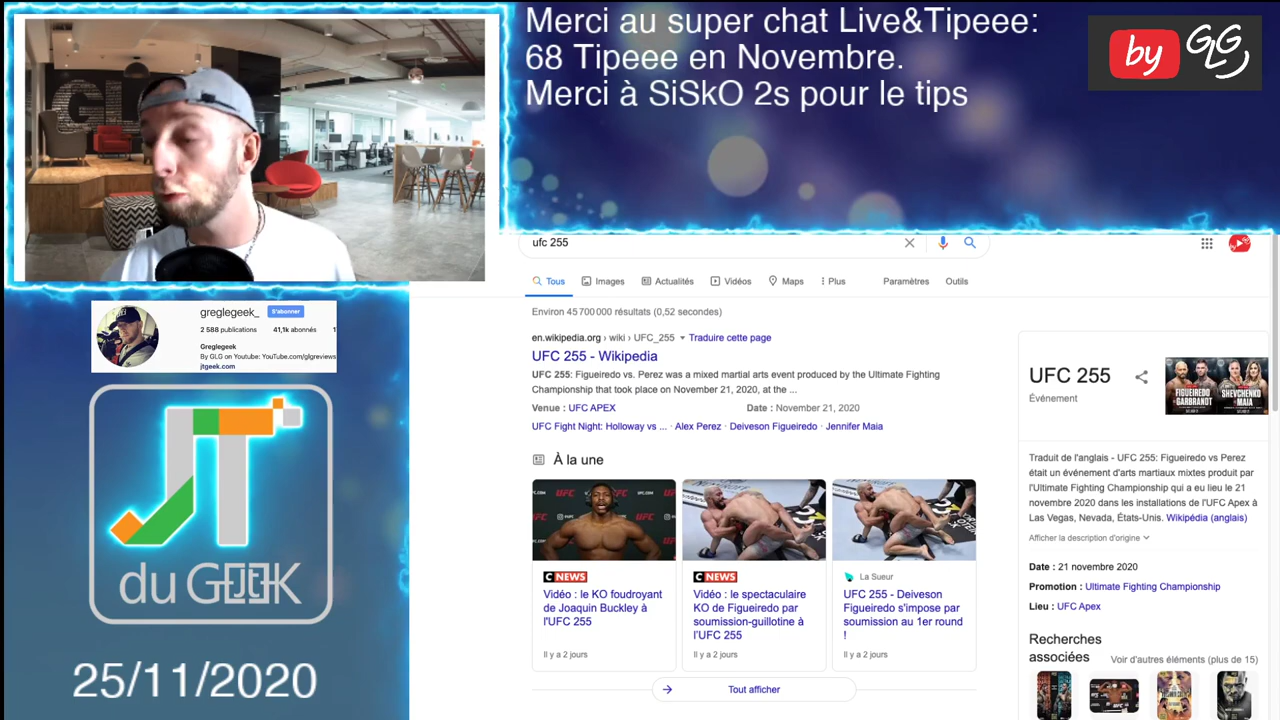 Merci au super chat Live&Tipeee:
68 Tipeee en Novembre.
Merci à SiSkO 2s pour le tips
by GLG
ufc 255
Tous
Images
Actualités
Vidéos
Maps
Plus
Paramètres
Outils
Environ 45 700 000 résultats (0,52 secondes)
en.wikipedia.org › wiki › UFC_255 Traduire cette page
UFC 255 - Wikipedia
UFC 255: Figueiredo vs. Perez was a mixed martial arts event produced by the Ultimate Fighting
Championship that took place on November 21, 2020, at the ...
Venue : UFC APEX
Date : November 21, 2020
UFC Fight Night: Holloway vs ... · Alex Perez · Deiveson Figueiredo · Jennifer Maia
À la une
CNEWS
Vidéo : le KO foudroyant
de Joaquin Buckley à
l'UFC 255
Il y a 2 jours
CNEWS
Vidéo : le spectaculaire
KO de Figueiredo par
soumission-guillotine à
l'UFC 255
Il y a 2 jours
La Sueur
UFC 255 - Deiveson
Figueiredo s'impose par
soumission au 1er round
!
Il y a 2 jours
Tout afficher
UFC 255
Événement
FIGUEIREDO
GARBRANDT
SHEVCHENKO
MAIA
Traduit de l'anglais - UFC 255: Figueiredo vs Perez
était un événement d'arts martiaux mixtes produit par
l'Ultimate Fighting Championship qui a eu lieu le 21
novembre 2020 dans les installations de l'UFC Apex à
Las Vegas, Nevada, États-Unis. Wikipédia (anglais)
Afficher la description d'origine
Date : 21 novembre 2020
Promotion : Ultimate Fighting Championship
Lieu : UFC Apex
Recherches
associées
Voir d'autres éléments (plus de 15)
greglegeek_
S'abonner
2 588 publications
41,1k abonnés
Greglegeek
By GLG on Youtube: YouTube.com/glgreviews
jtgeek.com
JT
du GEEK
25/11/2020